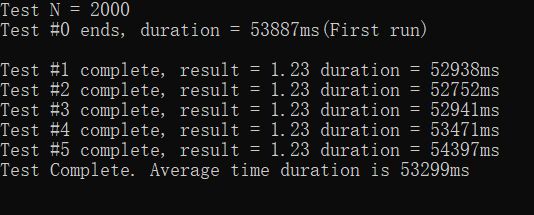 Test N = 2000
Test #0 ends, duration = 53887ms(First run)
Test #1 complete, result = 1.23 duration = 52938ms
Test #2 complete, result = 1.23 duration = 52752ms
Test #3 complete, result = 1.23 duration = 52941ms
Test #4 complete, result = 1.23 duration = 53471ms
Test #5 complete, result = 1.23 duration = 54397ms
Test Complete. Average time duration is 53299ms